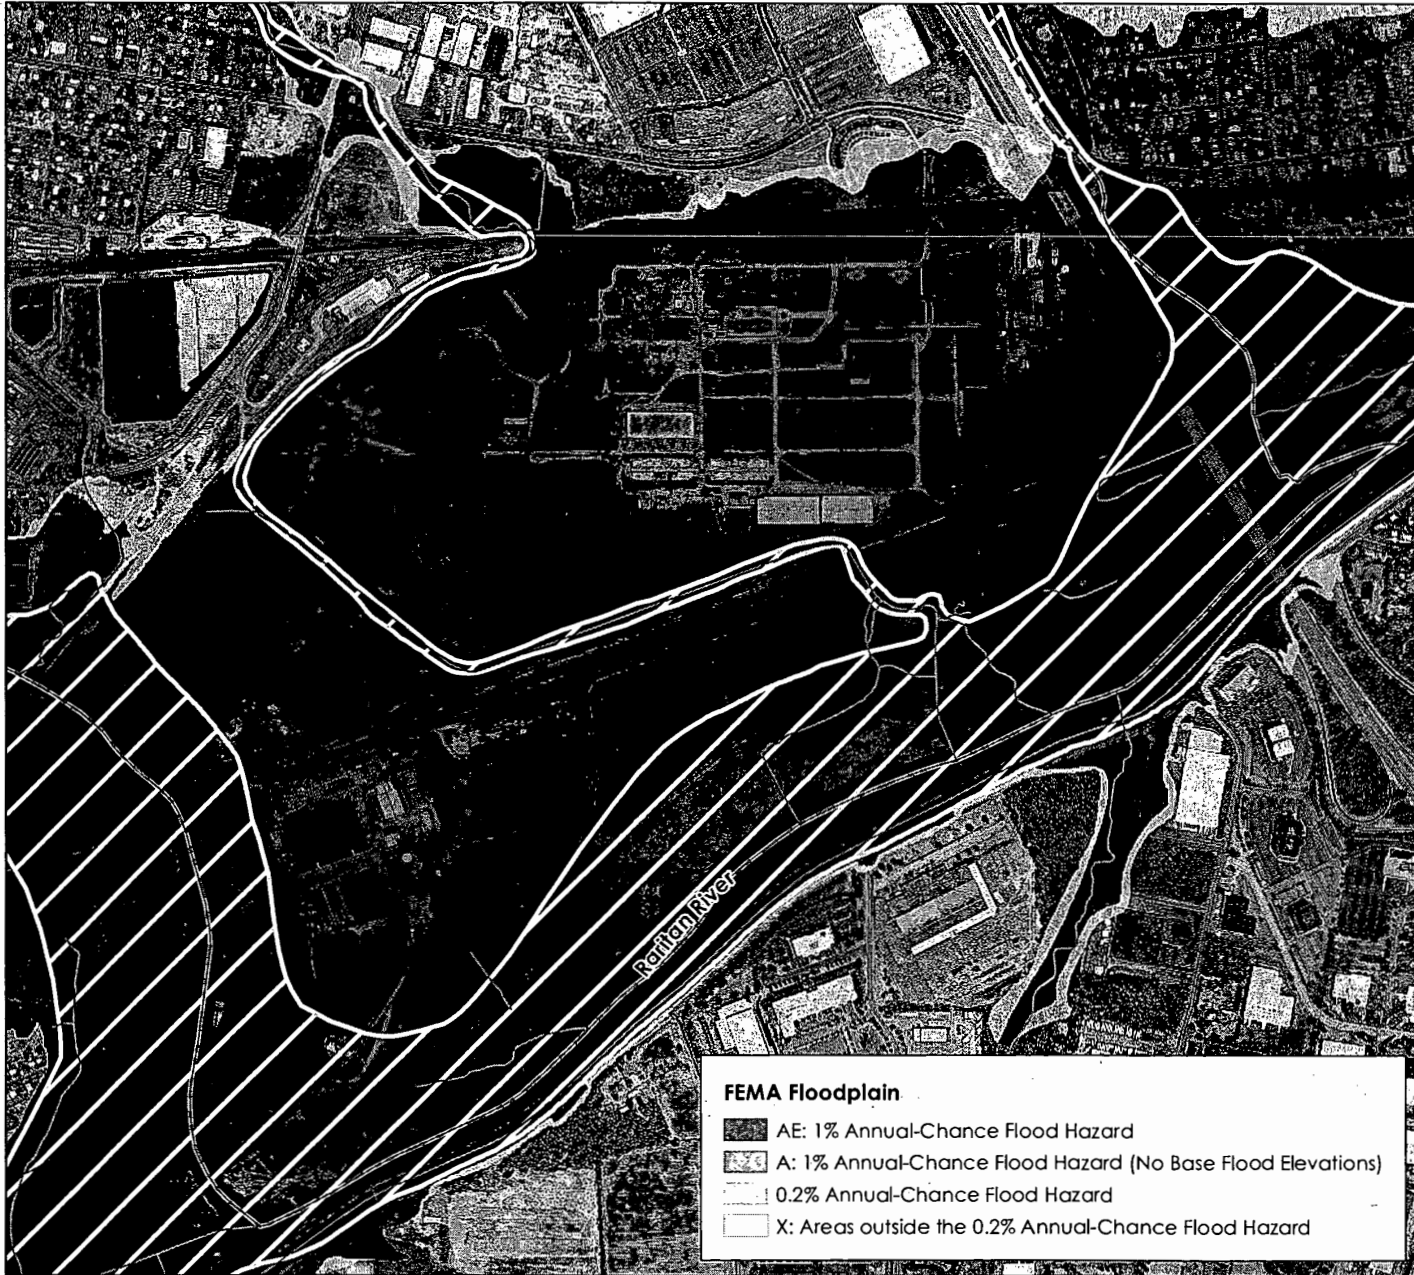 Raritan River
FEMA Floodplain
AE: 1% Annual-Chance Flood Hazard
A: 1% Annual-Chance Flood Hazard (No Base Flood Elevations)
0.2% Annual-Chance Flood Hazard
X: Areas outside the 0.2% Annual-Chance Flood Hazard